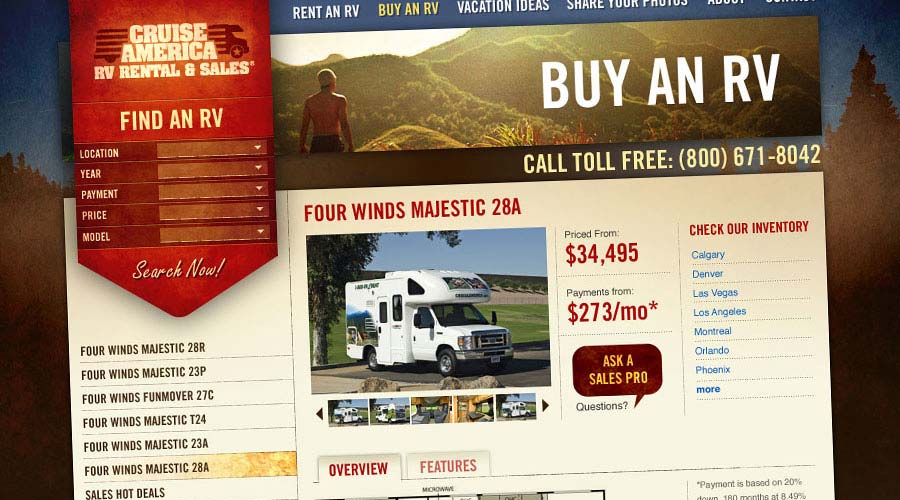 RENT AN RV
BUY AN RV
VACATION IDEAS
SHARE YOUR PHOTOS
ABOUT
CONTACT
CRUISE
AMERICA
RV RENTAL & SALES®
FIND AN RV
LOCATION
YEAR
PAYMENT
PRICE
MODEL
Search Now!
BUY AN RV
CALL TOLL FREE: (800) 671-8042
FOUR WINDS MAJESTIC 28R
FOUR WINDS MAJESTIC 23P
FOUR WINDS FUNMOVER 27C
FOUR WINDS MAJESTIC T24
FOUR WINDS MAJESTIC 23A
FOUR WINDS MAJESTIC 28A
SALES HOT DEALS
FOUR WINDS MAJESTIC 28A
Priced From:
$34,495
Payments from:
$273/mo*
ASK A
SALES PRO
Questions?
CHECK OUR INVENTORY
Calgary
Denver
Las Vegas
Los Angeles
Montreal
Orlando
Phoenix
more
OVERVIEW
FEATURES
MICROWAVE
*Payment is based on 20%
down, 180 months at 8.49%